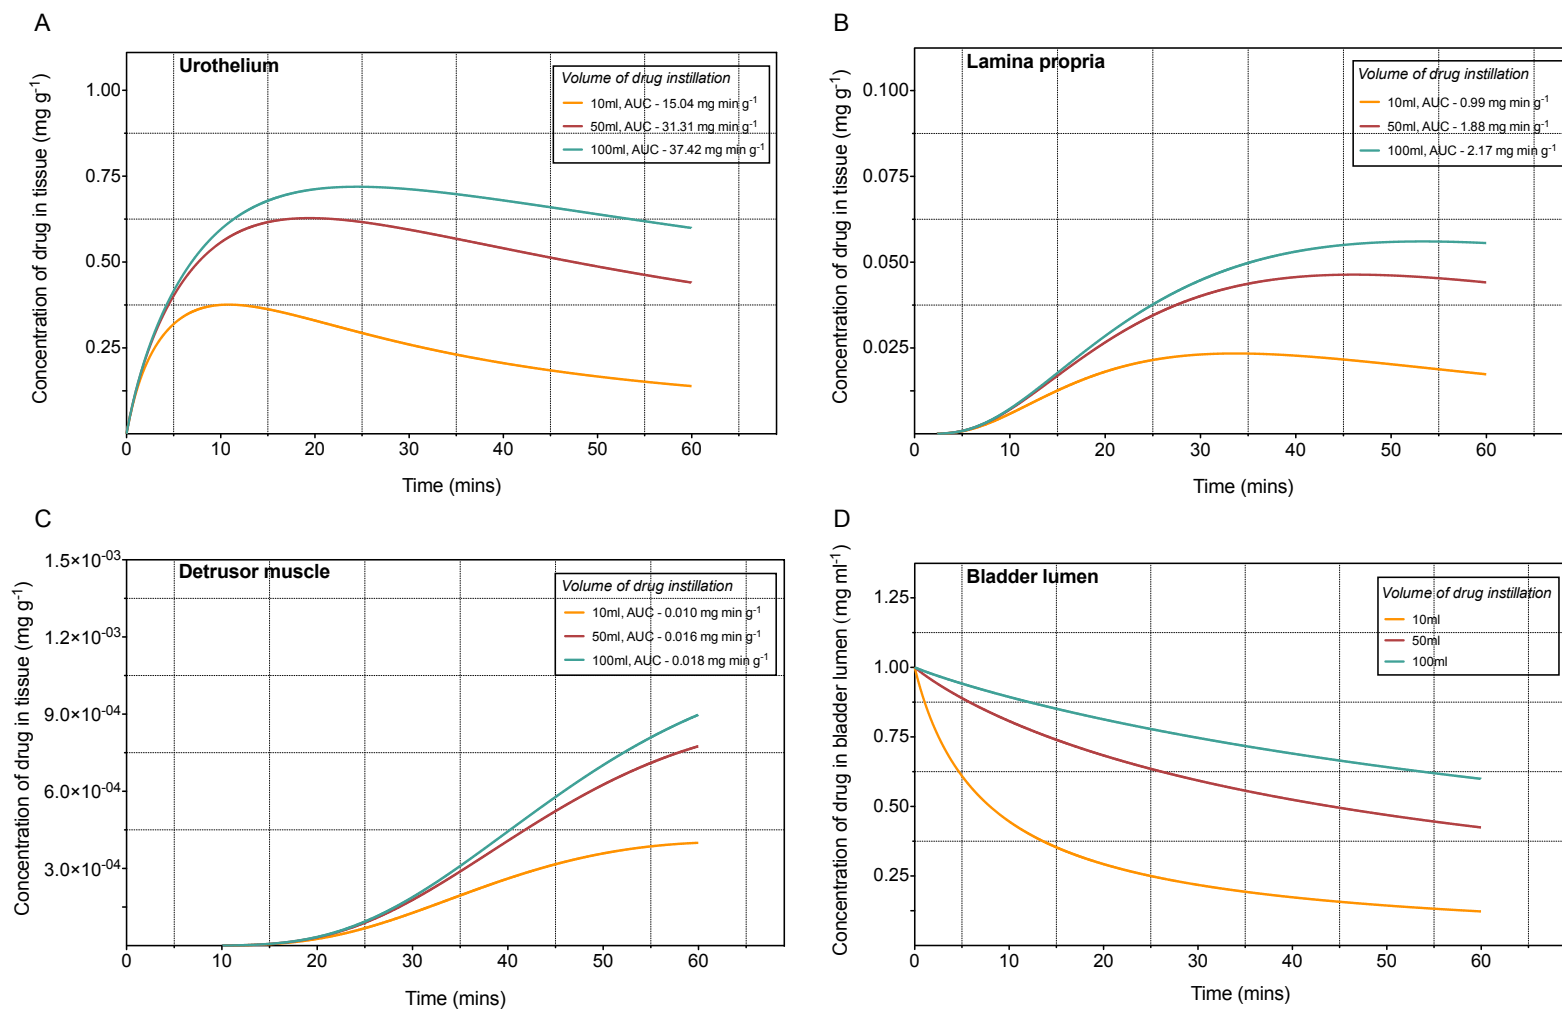 A
Urothelium
Concentration of drug in tissue (mg g⁻¹)
1.00
0.75
0.50
0.25
Volume of drug instillation
10ml, AUC - 15.04 mg min g⁻¹
50ml, AUC - 31.31 mg min g⁻¹
100ml, AUC - 37.42 mg min g⁻¹
0 10 20 30 40 50 60
Time (mins)
B
Lamina propria
Concentration of drug in tissue (mg g⁻¹)
0.100
0.075
0.050
0.025
Volume of drug instillation
10ml, AUC - 0.99 mg min g⁻¹
50ml, AUC - 1.88 mg min g⁻¹
100ml, AUC - 2.17 mg min g⁻¹
0 10 20 30 40 50 60
Time (mins)
C
Detrusor muscle
Concentration of drug in tissue (mg g⁻¹)
1.5×10⁻⁰³
1.2×10⁻⁰³
9.0×10⁻⁰⁴
6.0×10⁻⁰⁴
3.0×10⁻⁰⁴
Volume of drug instillation
10ml, AUC - 0.010 mg min g⁻¹
50ml, AUC - 0.016 mg min g⁻¹
100ml, AUC - 0.018 mg min g⁻¹
0 10 20 30 40 50 60
Time (mins)
D
Bladder lumen
Concentration of drug in bladder lumen (mg ml⁻¹)
1.25
1.00
0.75
0.50
0.25
Volume of drug instillation
10ml
50ml
100ml
0 10 20 30 40 50 60
Time (mins)